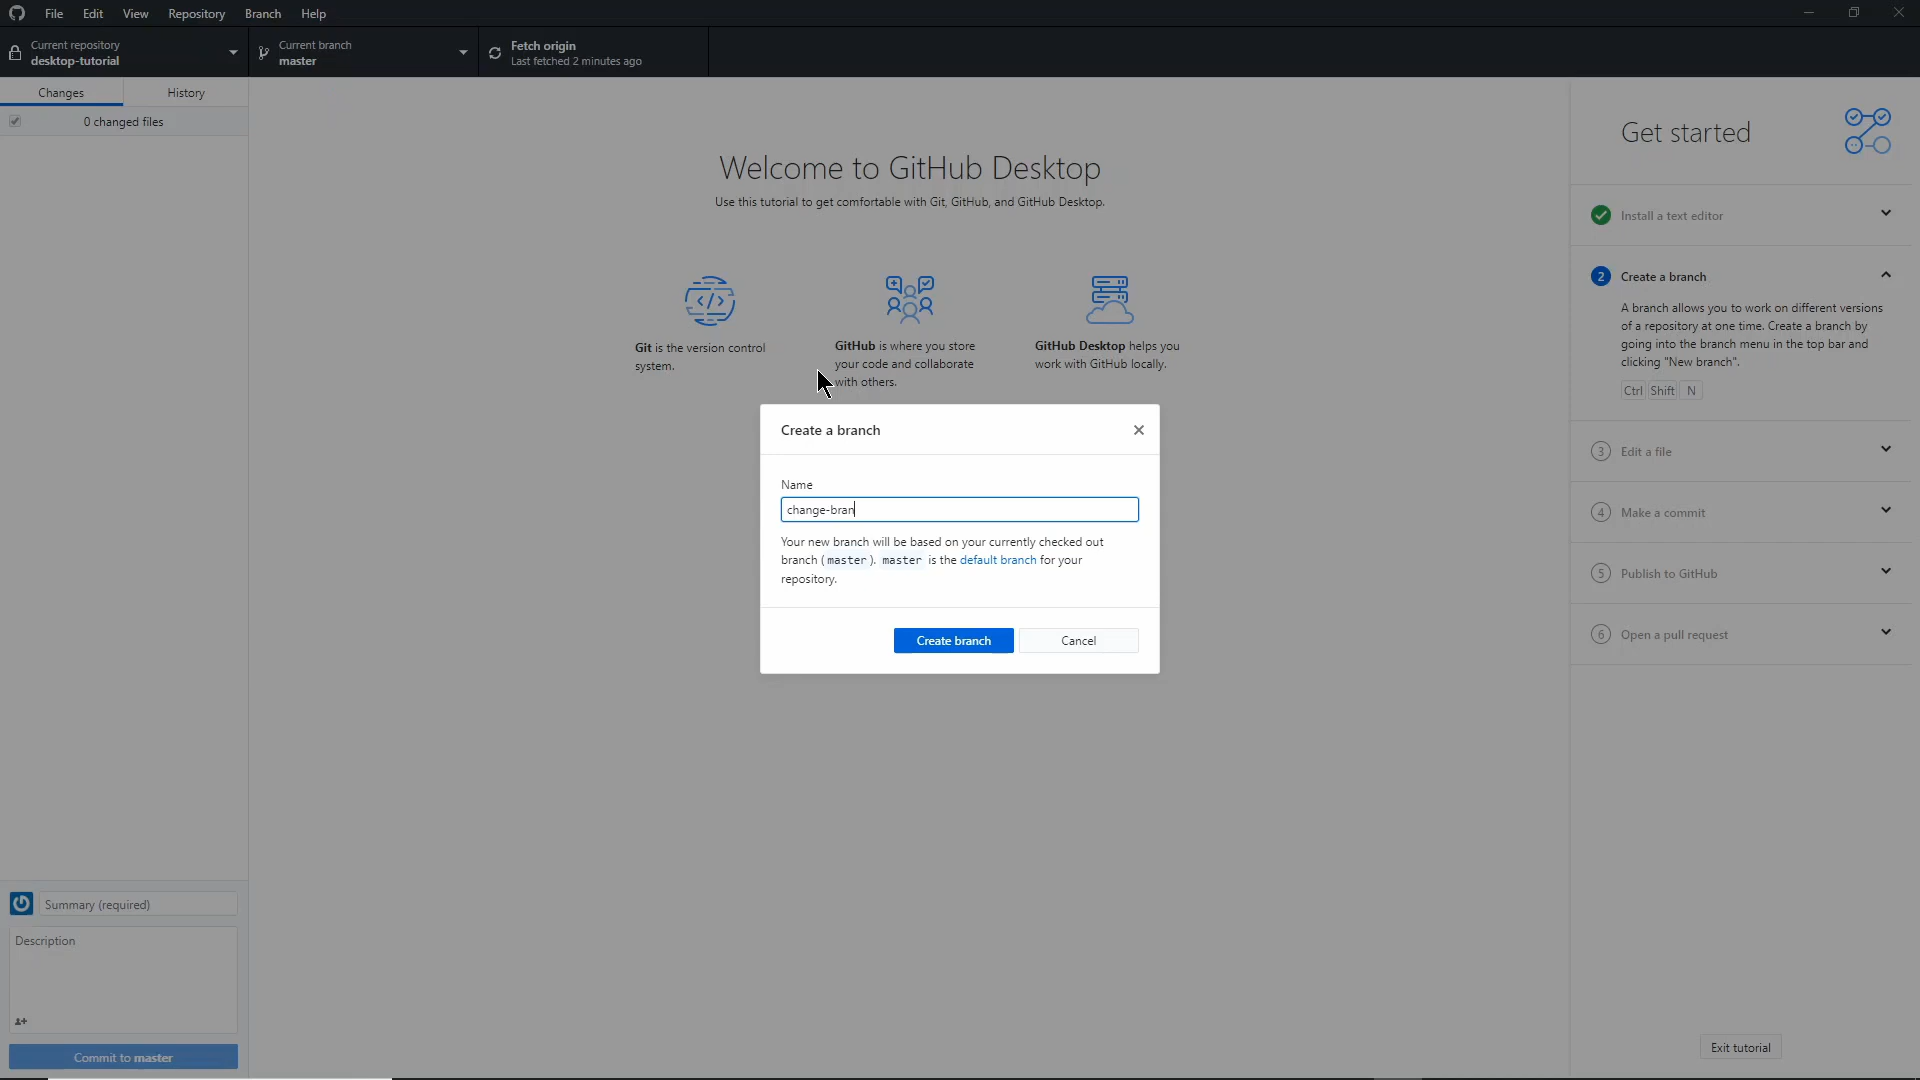 File Edit View Repository Branch Help
Current repository
desktop-tutorial
Current branch
master
Fetch origin
Last fetched 2 minutes ago
Changes History
0 changed files
Welcome to GitHub Desktop
Use this tutorial to get comfortable with Git, GitHub, and GitHub Desktop.
Git is the version control
system.
GitHub is where you store
your code and collaborate
with others.
GitHub Desktop helps you
work with GitHub locally.
Create a branch
Name
change-bran
Your new branch will be based on your currently checked out
branch (master). master is the default branch for your
repository.
Create branch Cancel
Get started
Install a text editor
2 Create a branch
A branch allows you to work on different versions
of a repository at one time. Create a branch by
going into the branch menu in the top bar and
clicking "New branch".
Ctrl Shift N
3 Edit a file
4 Make a commit
5 Publish to GitHub
6 Open a pull request
Exit tutorial
Summary (required)
Description
Commit to master